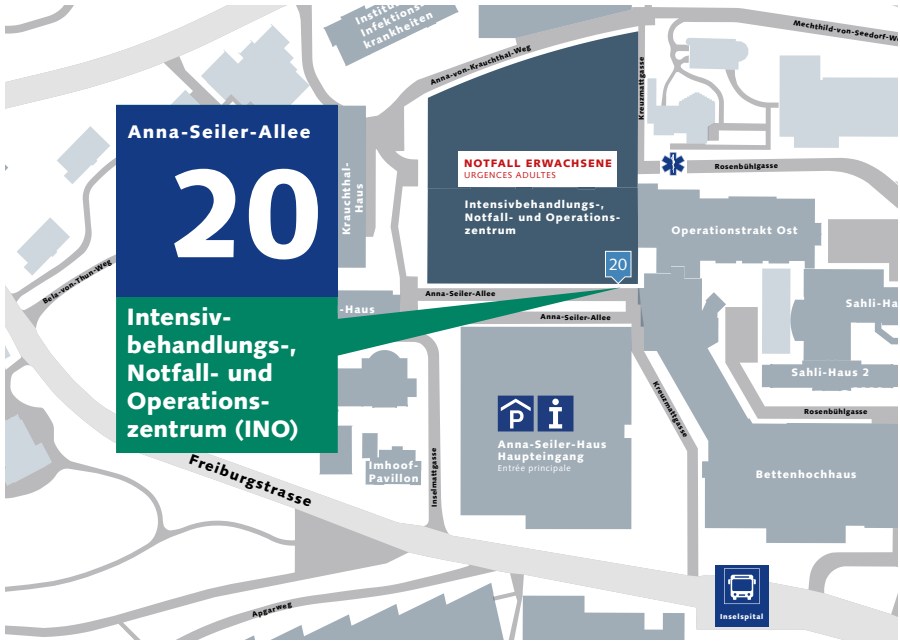 Institut
Infektions-
krankheiten
Mechthild-von-Seedorf-W
Anna-von-Krauchthal-Weg
Kreuzmattgasse
Anna-Seiler-Allee
20
Krauchthal-
Haus
NOTFALL ERWACHSENE
URGENCES ADULTES
Intensivbehandlungs-,
Notfall- und Operations-
zentrum
20
Rosenbühlgasse
Operationstrakt Ost
Bela-von-Thun-Weg
Anna-Seiler-Allee
Anna-Seiler-Allee
-Haus
Sahli-Ha
Intensiv-
behandlungs-,
Notfall- und
Operations-
zentrum (INO)
Sahli-Haus 2
Kreuzmattgasse
Rosenbühlgasse
P i
Anna-Seiler-Haus
Haupteingang
Entrée principale
Imhoof-
Pavillon
Inselmattgasse
Bettenhochhaus
Freiburgstrasse
Inselspital
Apgarweg